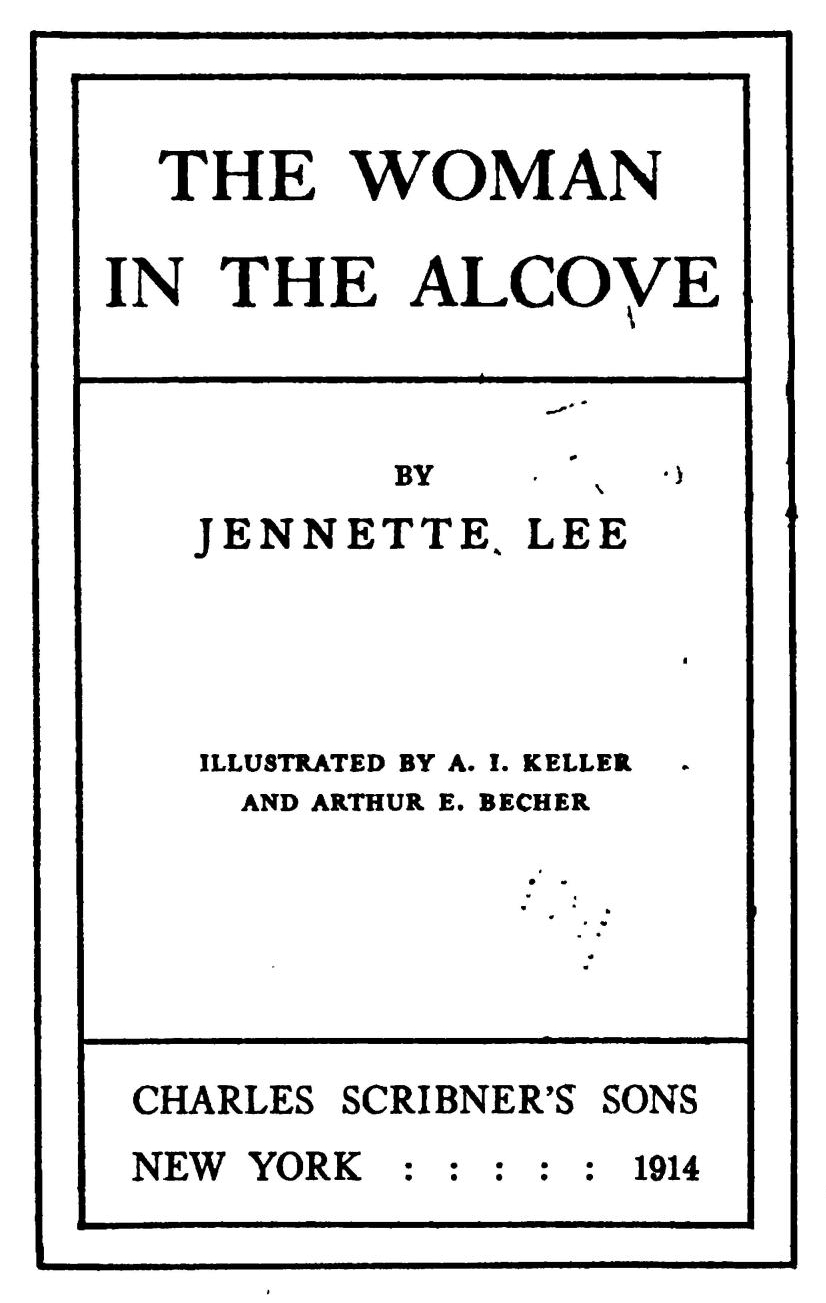 THE WOMAN
IN THE ALCOVE
BY
JENNETTE LEE
ILLUSTRATED BY A. I. KELLER
AND ARTHUR E. BECHER
CHARLES SCRIBNER'S SONS
NEW YORK : : : : : 1914